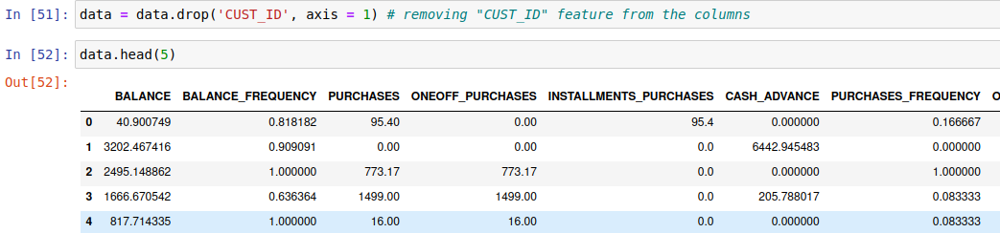 In [51]: data = data.drop('CUST_ID', axis = 1) # removing "CUST_ID" feature from the columns
In [52]: data.head(5)
Out[52]:
BALANCE BALANCE_FREQUENCY PURCHASES ONEOFF_PURCHASES INSTALLMENTS_PURCHASES CASH_ADVANCE PURCHASES_FREQUENCY O
0 40.900749 0.818182 95.40 0.00 95.4 0.000000 0.166667
1 3202.467416 0.909091 0.00 0.00 0.0 6442.945483 0.000000
2 2495.148862 1.000000 773.17 773.17 0.0 0.000000 1.000000
3 1666.670542 0.636364 1499.00 1499.00 0.0 205.788017 0.083333
4 817.714335 1.000000 16.00 16.00 0.0 0.000000 0.083333